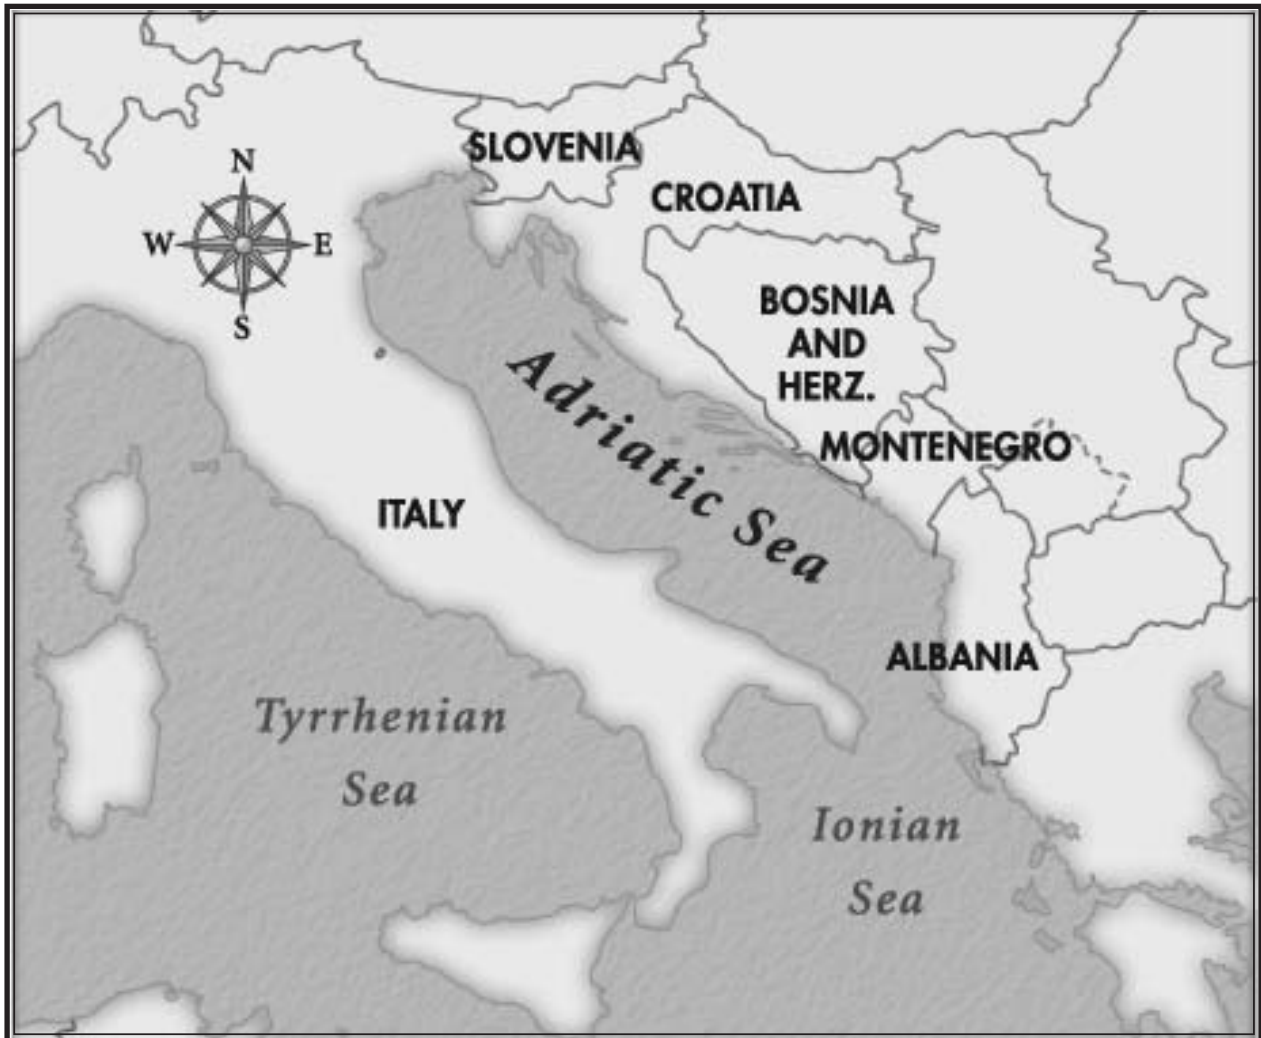 SLOVENIA
N
CROATIA
W
E
BOSNIA
AND
HERZ.
S
Adriatic Sea
MONTENEGRO
ITALY
ALBANIA
Tyrrhenian
Sea
Ionian
Sea